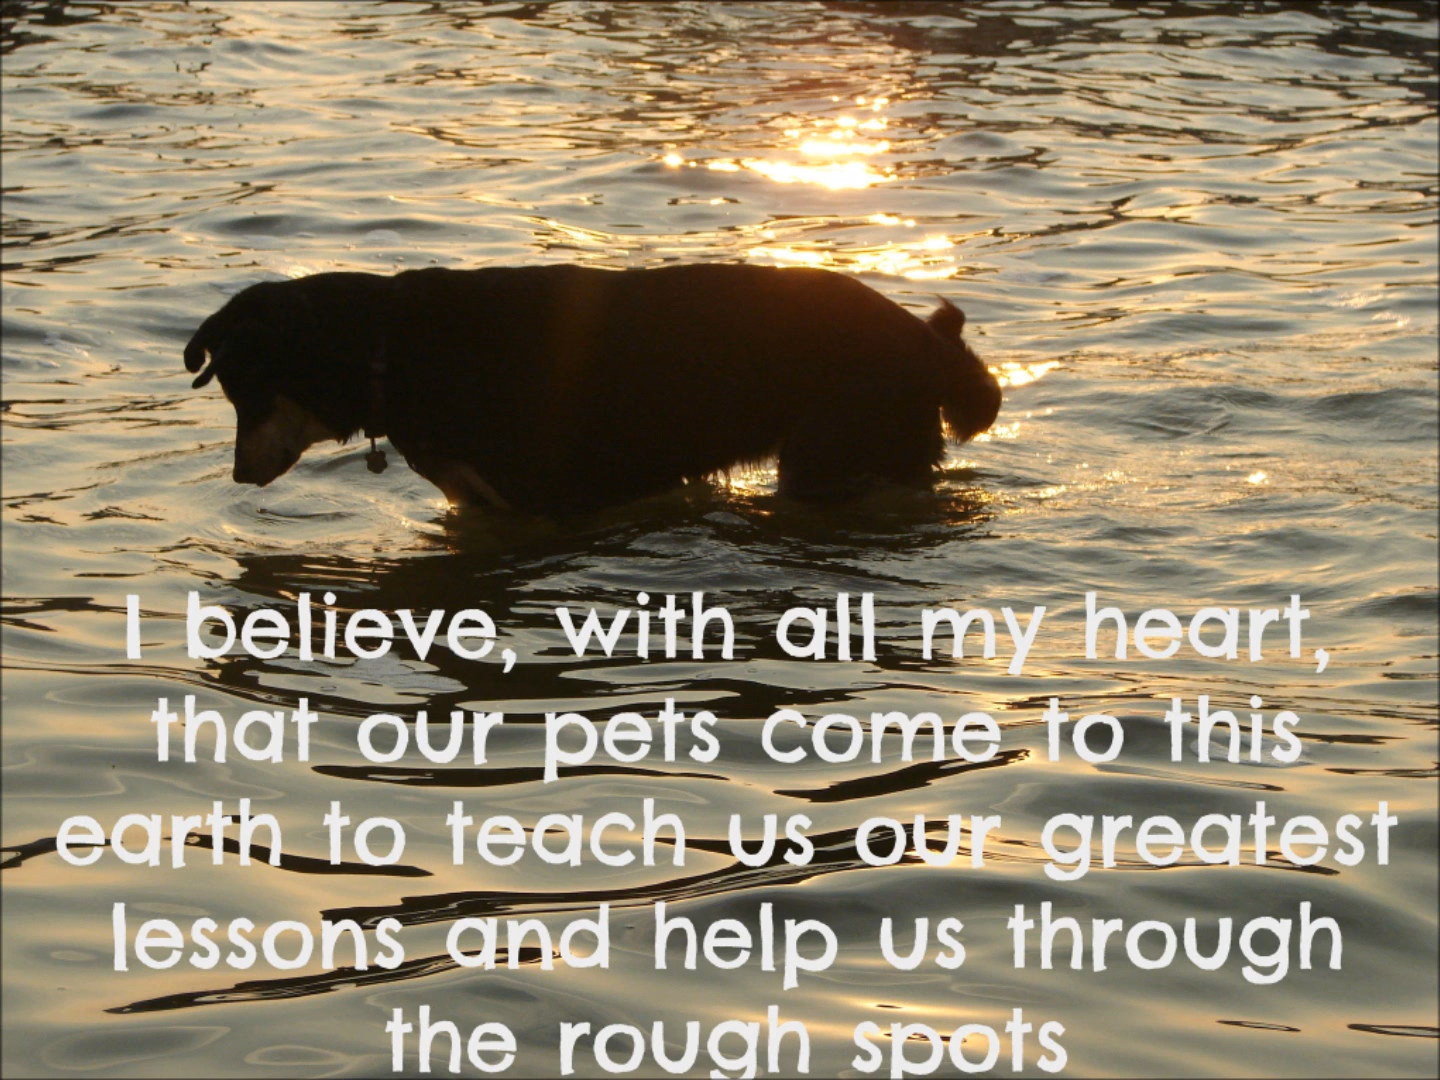 I believe, with all my heart,
that our pets come to this
earth to teach us our greatest
lessons and help us through
the rough spots